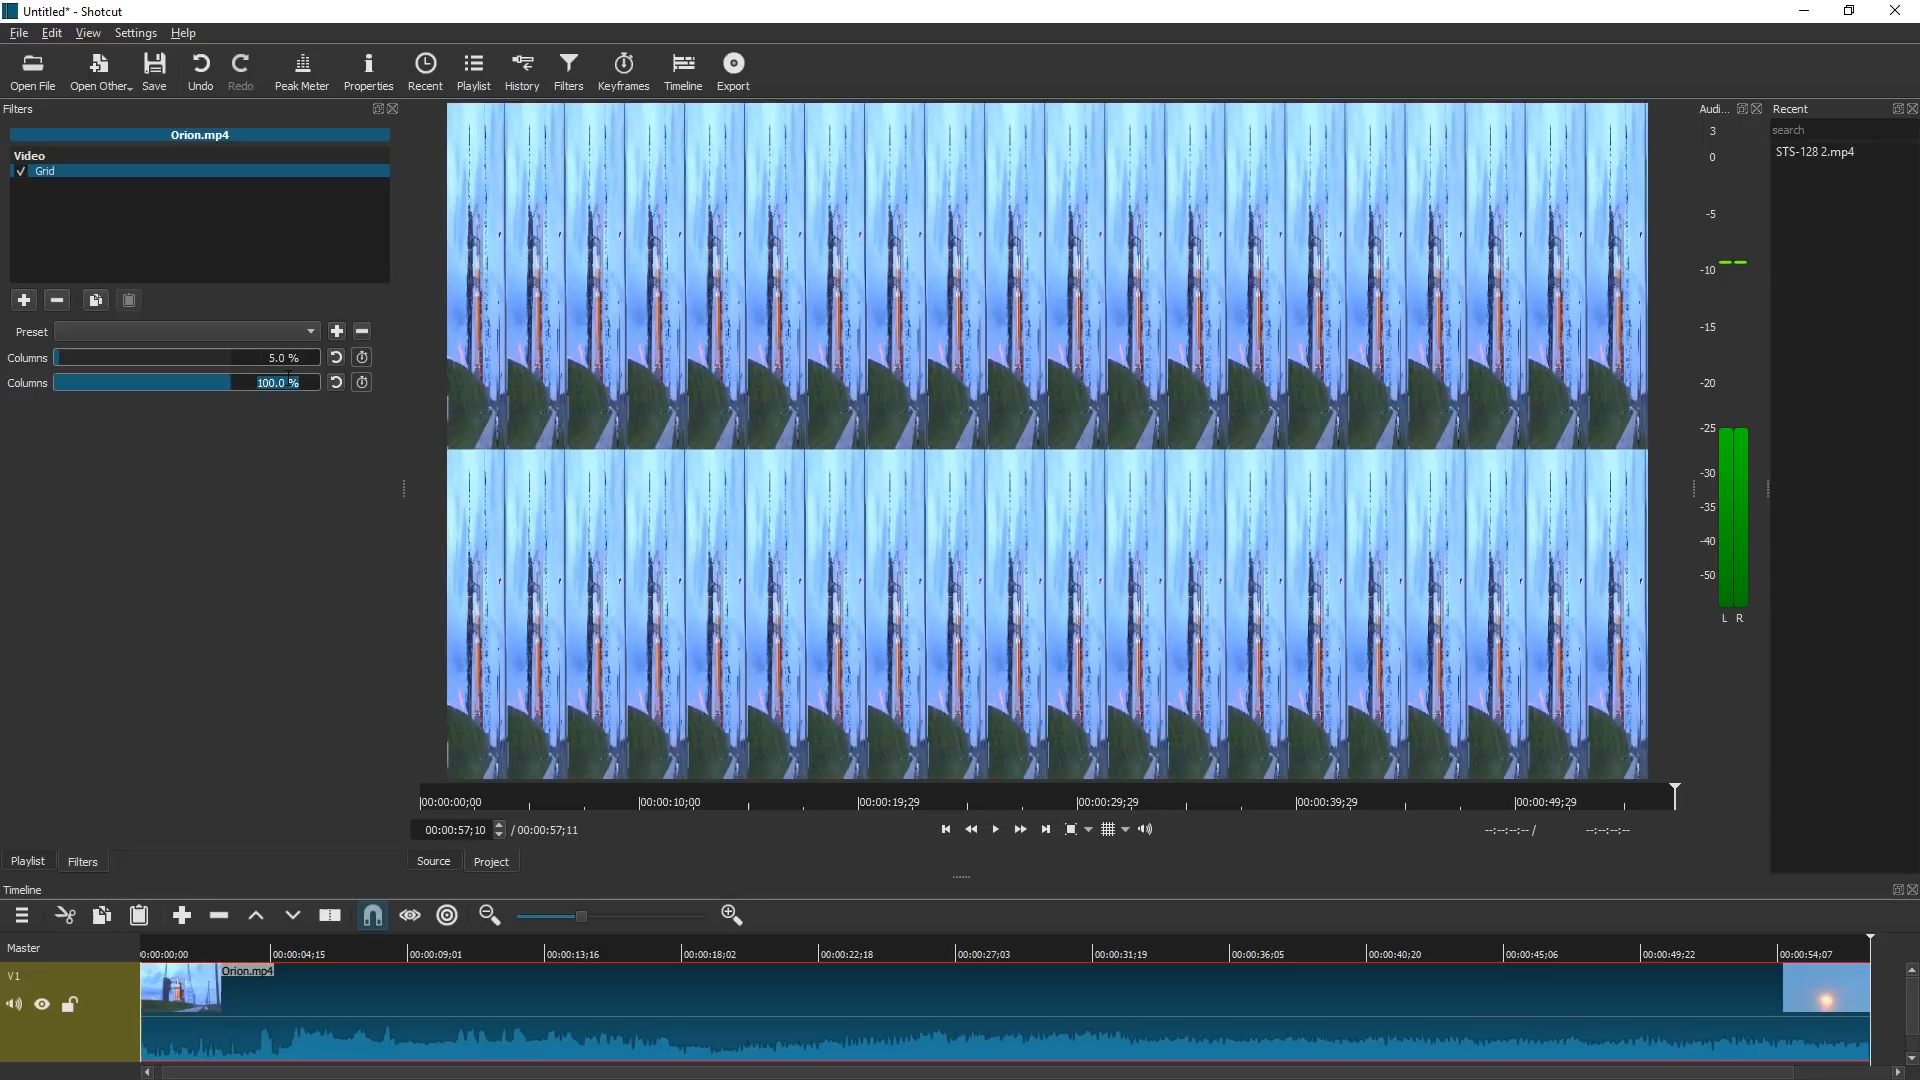 Untitled* - Shotcut
File Edit View Settings Help
Open File Open Other.. Save Undo Redo Peak Meter Properties Recent Playlist History Filters Keyframes Timeline Export
Filters
Orion.mp4
Video
Grid
Preset
Columns 5.0 %
Columns 100.0 %
Audi...
3
0
-5
-10
-15
-20
-25
-30
-35
-40
-50
L R
Recent
search
STS-128 2.mp4
00:00:00;00 00:00:10;00 00:00:19;29 00:00:29;29 00:00:39;29 00:00:49;29
00:00:57;10 / 00:00:57;11 --:--:--:-- / --:--:--:--
Playlist Filters Source Project
Timeline
Master 00:00:00;00 00:00:04;15 00:00:09;01 00:00:13;16 00:00:18;02 00:00:22;18 00:00:27;03 00:00:31;19 00:00:36;05 00:00:40;20 00:00:45;06 00:00:49;22 00:00:54;07
V1
Orion.mp4